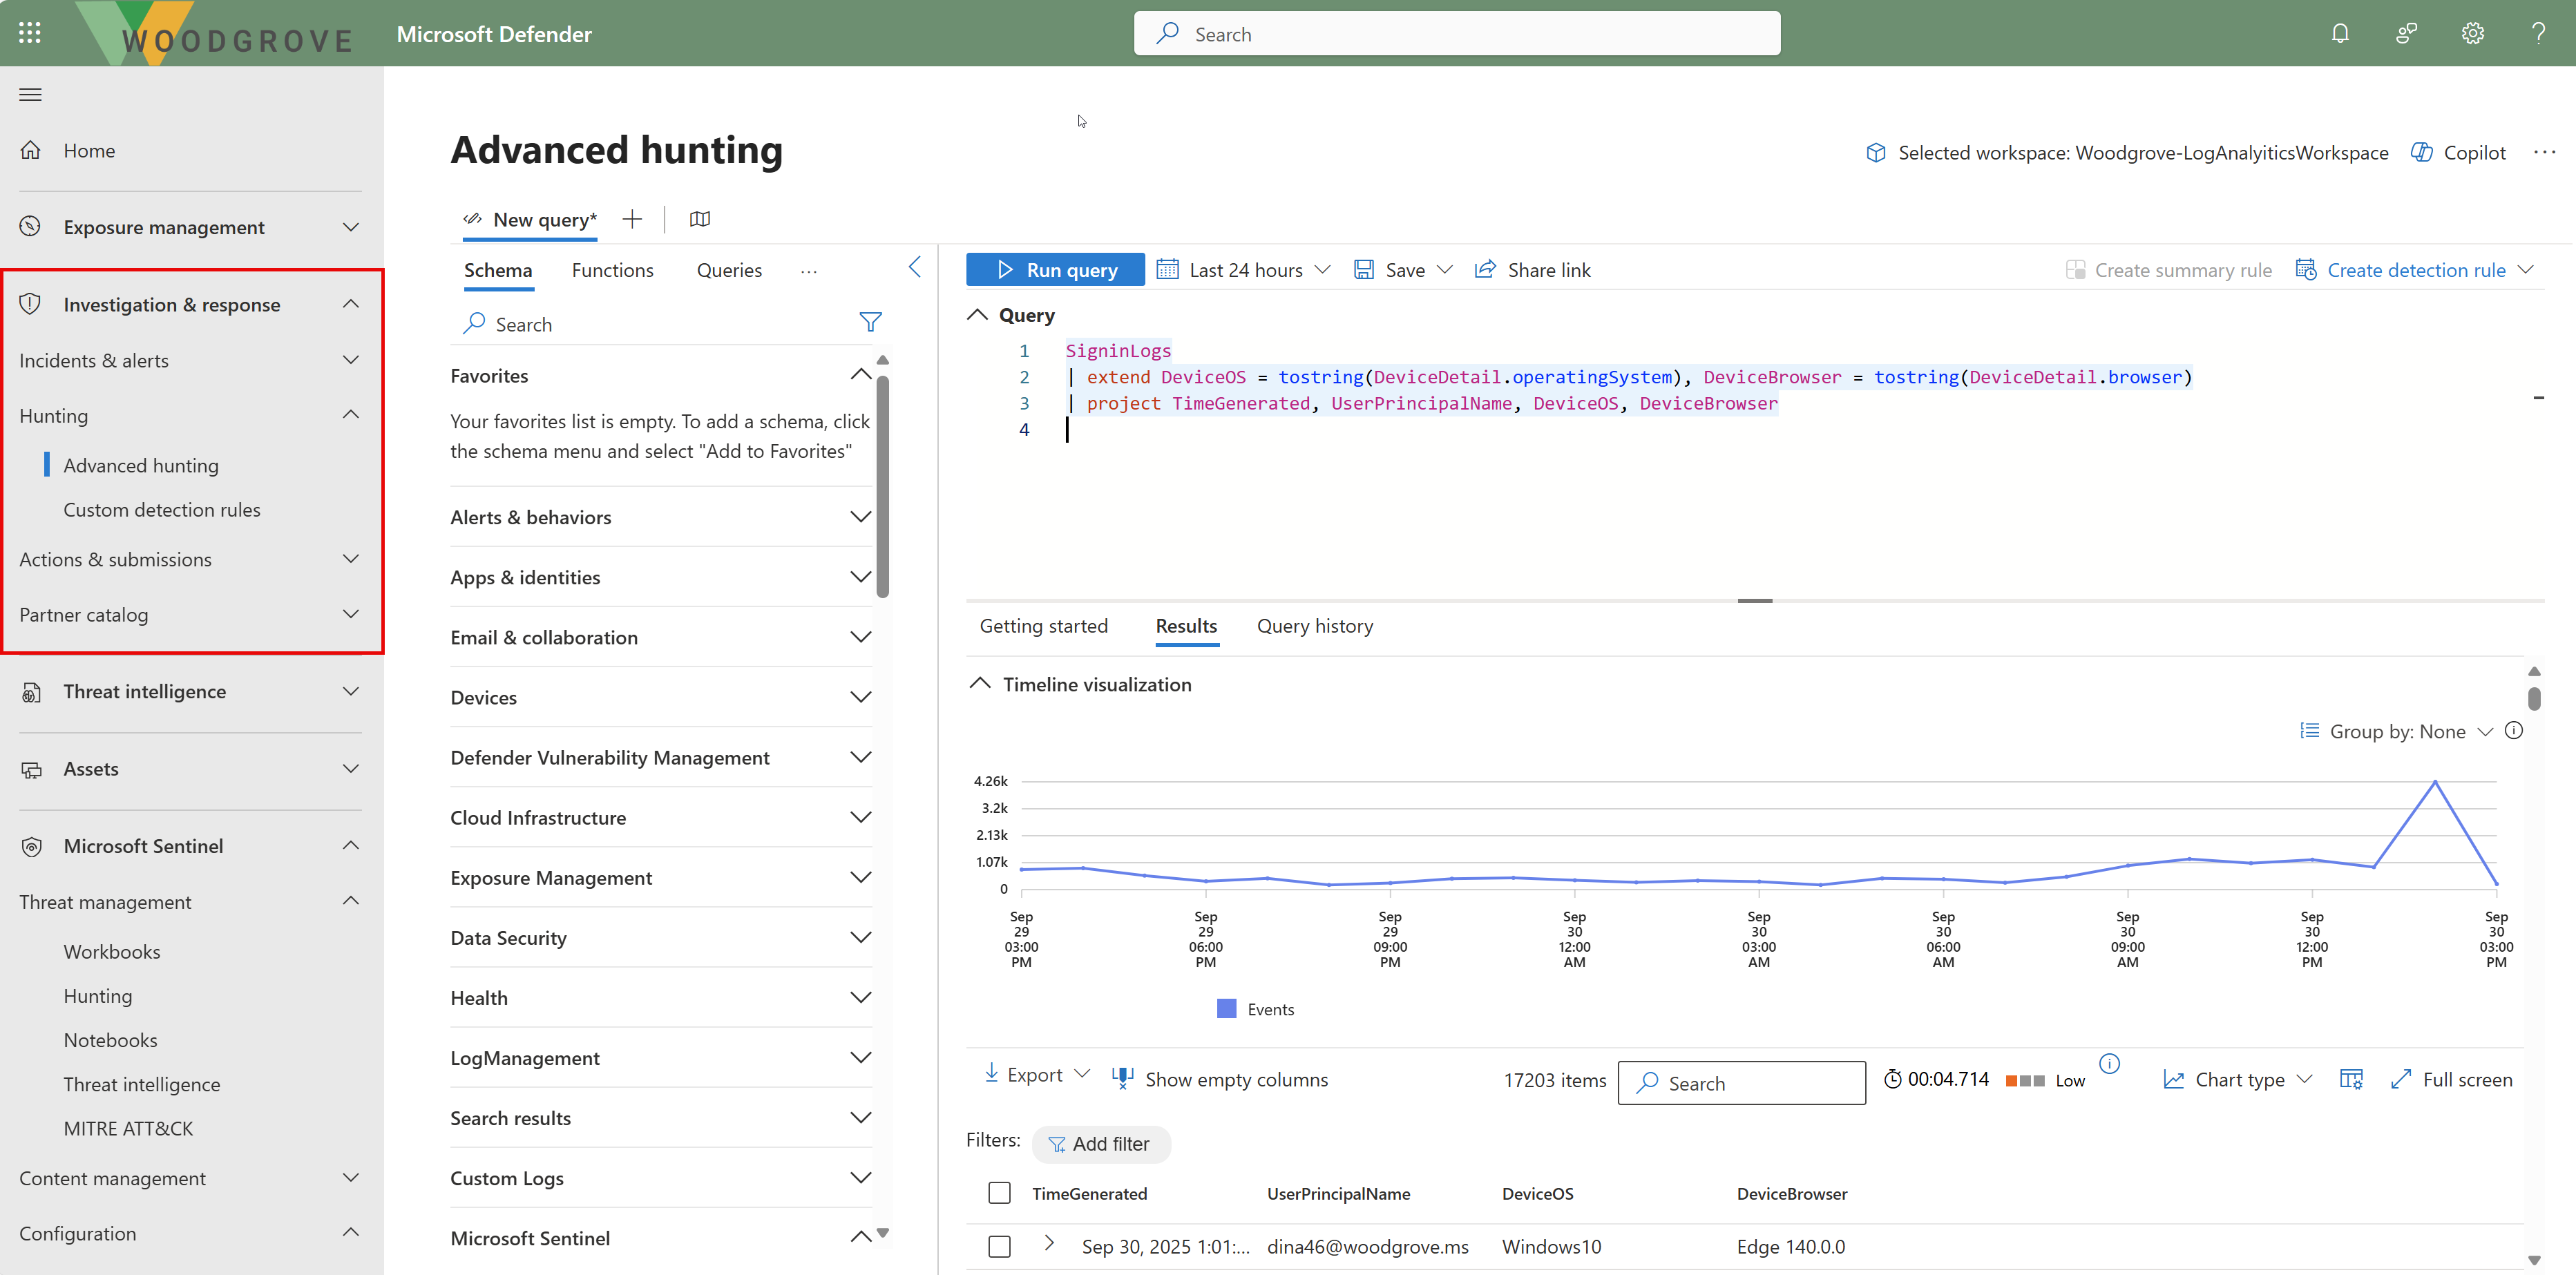 WOODGROVE
Microsoft Defender
Search
Home
Exposure management
Investigation & response
Incidents & alerts
Hunting
Advanced hunting
Custom detection rules
Actions & submissions
Partner catalog
Threat intelligence
Assets
Microsoft Sentinel
Threat management
Workbooks
Hunting
Notebooks
Threat intelligence
MITRE ATT&CK
Content management
Configuration
Advanced hunting
Selected workspace: Woodgrove-LogAnalyiticsWorkspace
Copilot
New query*
Schema
Functions
Queries
Search
Favorites
Your favorites list is empty. To add a schema, click
the schema menu and select "Add to Favorites"
Alerts & behaviors
Apps & identities
Email & collaboration
Devices
Defender Vulnerability Management
Cloud Infrastructure
Exposure Management
Data Security
Health
LogManagement
Search results
Custom Logs
Microsoft Sentinel
Run query
Last 24 hours
Save
Share link
Create summary rule
Create detection rule
Query
1 SigninLogs
2 | extend DeviceOS = tostring(DeviceDetail.operatingSystem), DeviceBrowser = tostring(DeviceDetail.browser)
3 | project TimeGenerated, UserPrincipalName, DeviceOS, DeviceBrowser
4
Getting started
Results
Query history
Timeline visualization
Group by: None
4.26k
3.2k
2.13k
1.07k
0
Sep 29 03:00 PM
Sep 29 06:00 PM
Sep 29 09:00 PM
Sep 30 12:00 AM
Sep 30 03:00 AM
Sep 30 06:00 AM
Sep 30 09:00 AM
Sep 30 12:00 PM
Sep 30 03:00 PM
Events
Export
Show empty columns
17203 items
Search
00:04.714
Low
Chart type
Full screen
Filters:
Add filter
TimeGenerated
UserPrincipalName
DeviceOS
DeviceBrowser
Sep 30, 2025 1:01:...
dina46@woodgrove.ms
Windows10
Edge 140.0.0